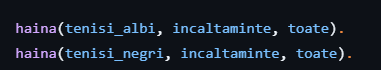 haina(tenisi_albi, incaltaminte, toate).
haina(tenisi_negri, incaltaminte, toate).